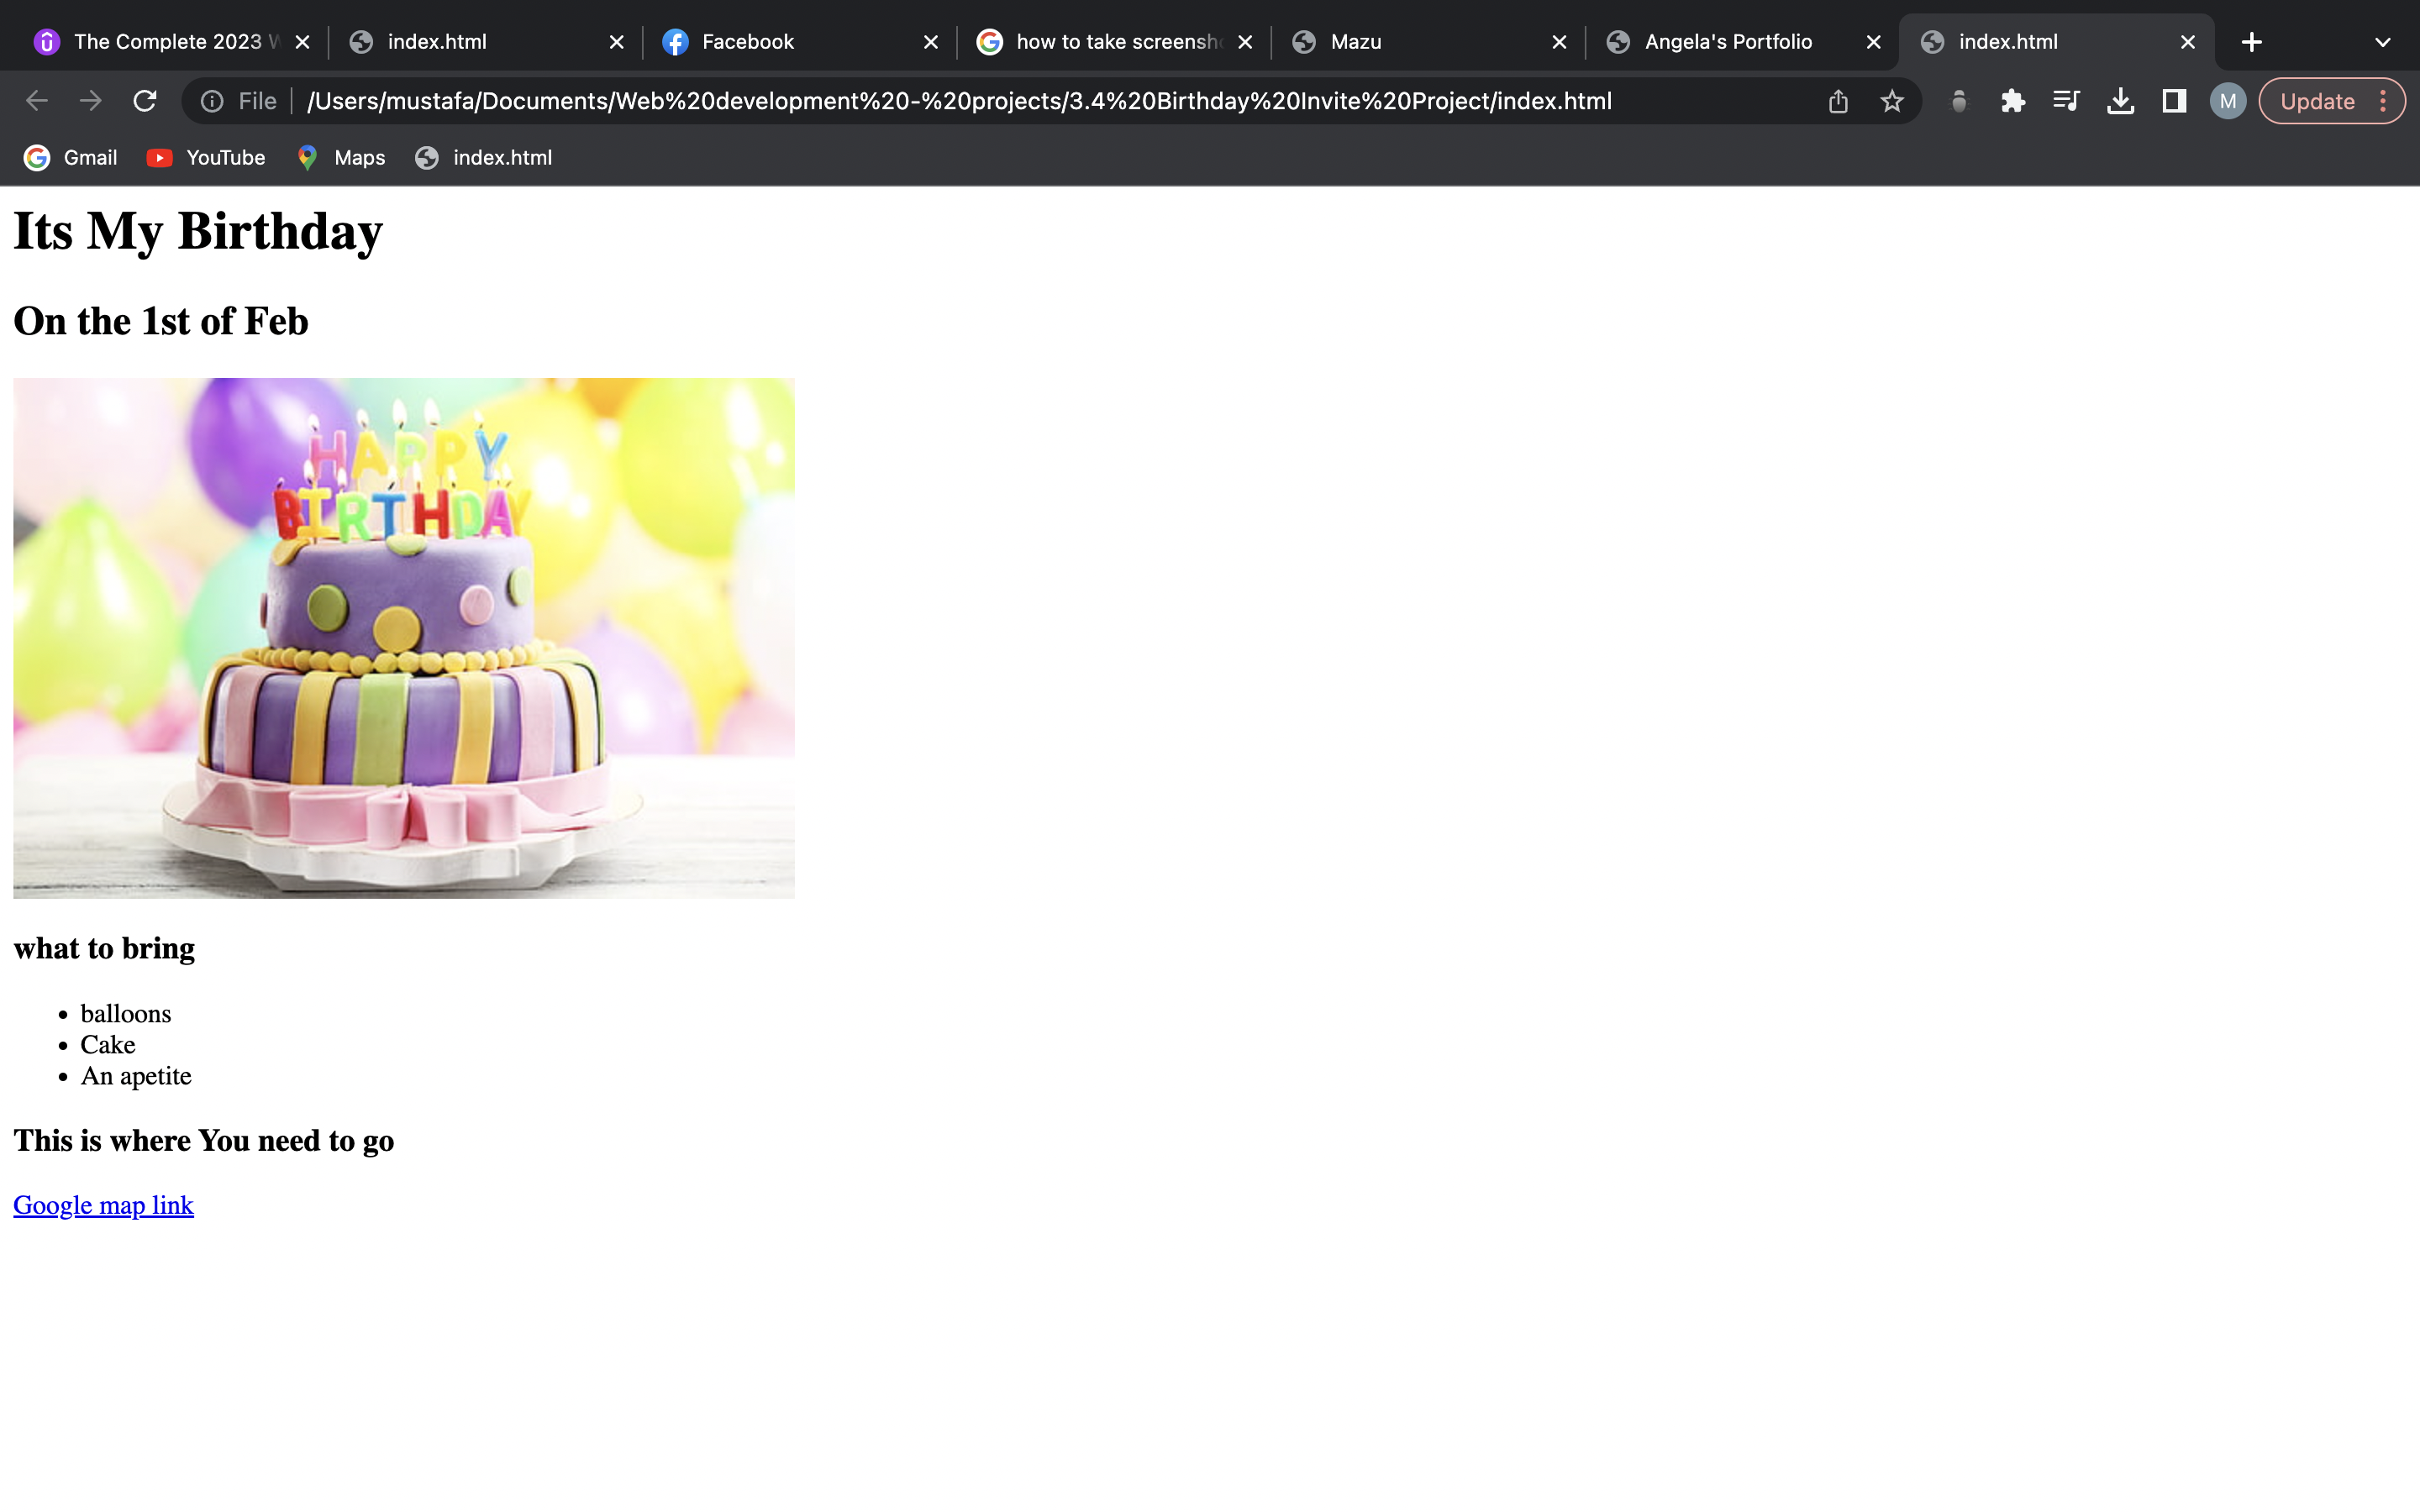 The Complete 2023 W
index.html
Facebook
how to take screensh
Mazu
Angela's Portfolio
index.html
File
/Users/mustafa/Documents/Web%20development%20-%20projects/3.4%20Birthday%20Invite%20Project/index.html
M
Update
Gmail
YouTube
Maps
index.html
Its My Birthday
On the 1st of Feb
HAPPY
BIRTHDAY
what to bring
balloons
Cake
An apetite
This is where You need to go
Google map link